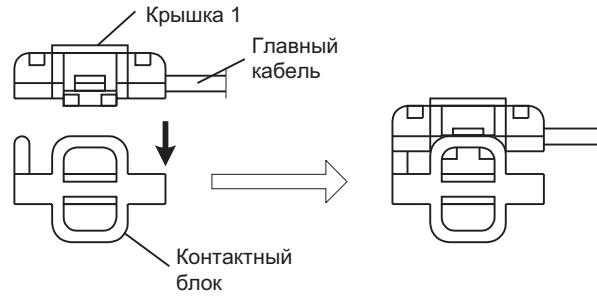 Крышка 1
Главный
кабель
Контактный
блок